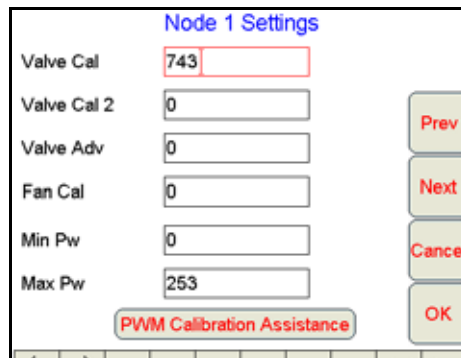 Node 1 Settings
Valve Cal 743
Valve Cal 2 0
Prev
Valve Adv 0
Fan Cal 0
Next
Min Pw 0
Cance
Max Pw 253
OK
PWM Calibration Assistance